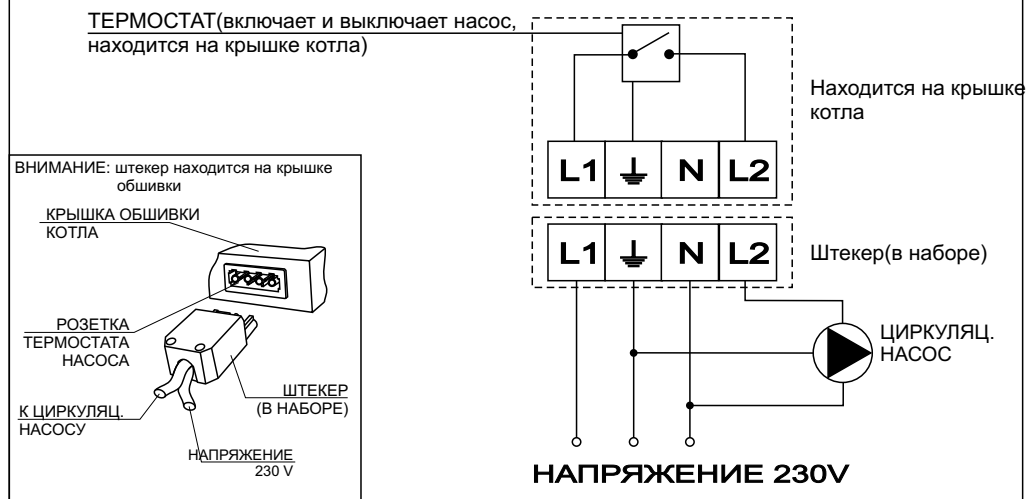 ТЕРМОСТАТ(включает и выключает насос,
находится на крышке котла)
Находится на крышке
котла
L1 ⏚ N L2
L1 ⏚ N L2
Штекер(в наборе)
ЦИРКУЛЯЦ.
НАСОС
НАПРЯЖЕНИЕ 230V
ВНИМАНИЕ: штекер находится на крышке
обшивки
КРЫШКА ОБШИВКИ
КОТЛА
РОЗЕТКА
ТЕРМОСТАТА
НАСОСА
ШТЕКЕР
(В НАБОРЕ)
К ЦИРКУЛЯЦ.
НАСОСУ
НАПРЯЖЕНИЕ
230 V